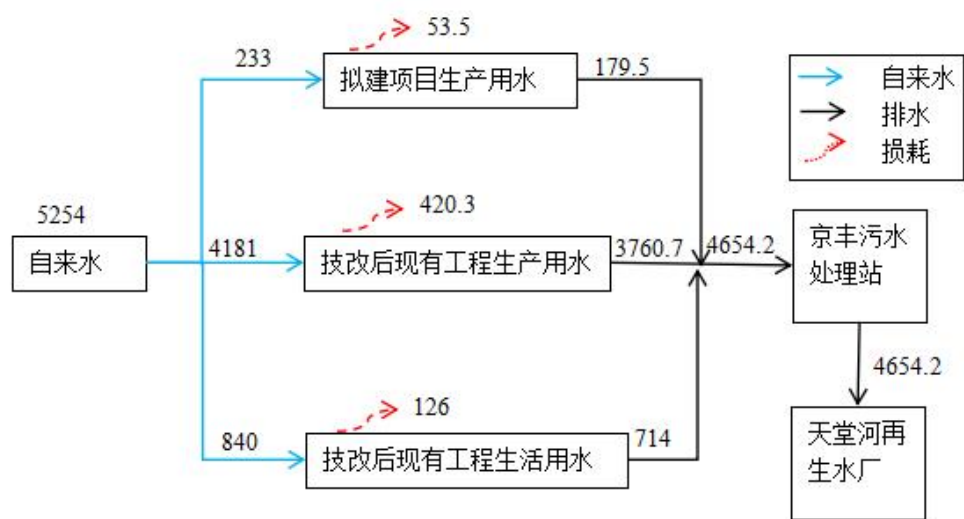 53.5
233
拟建项目生产用水
179.5
自来水
排水
损耗
5254
自来水
420.3
4181
技改后现有工程生产用水
3760.7
4654.2
京丰污水
处理站
4654.2
126
840
技改后现有工程生活用水
714
天堂河再
生水厂